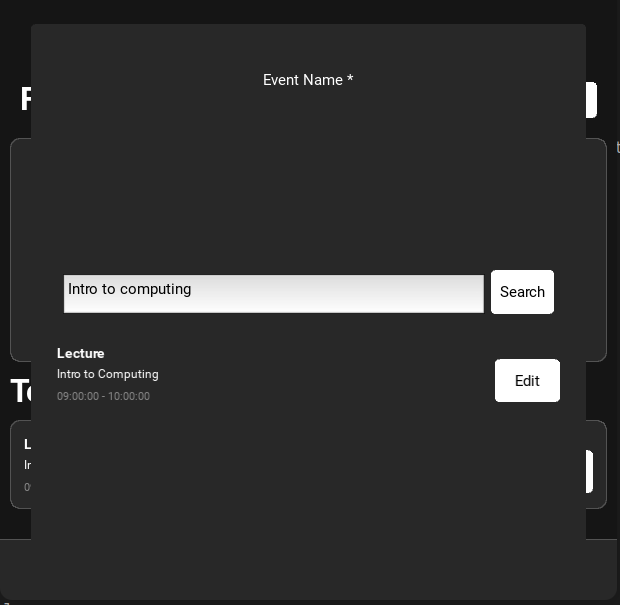 Event Name *
Intro to computing
Search
Lecture
Intro to Computing
09:00:00 - 10:00:00
Edit